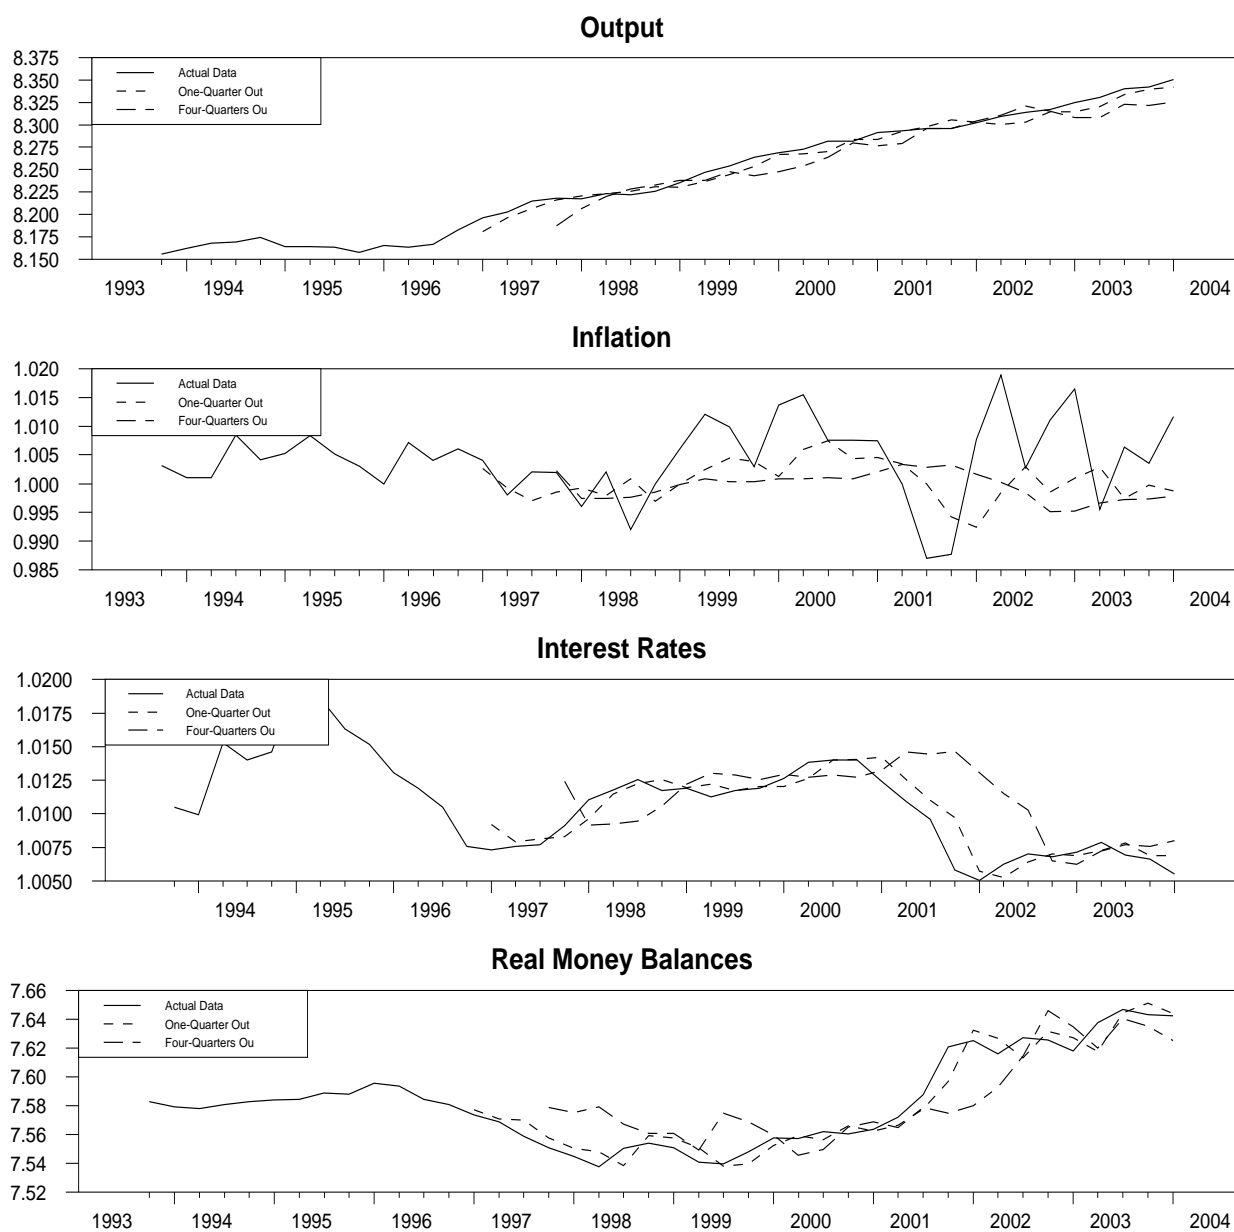 Output
8.375
8.350
8.325
8.300
8.275
8.250
8.225
8.200
8.175
8.150
Actual Data
One-Quarter Out
Four-Quarters Ou
1993 1994 1995 1996 1997 1998 1999 2000 2001 2002 2003 2004
Inflation
1.020
1.015
1.010
1.005
1.000
0.995
0.990
0.985
Actual Data
One-Quarter Out
Four-Quarters Ou
1993 1994 1995 1996 1997 1998 1999 2000 2001 2002 2003 2004
Interest Rates
1.0200
1.0175
1.0150
1.0125
1.0100
1.0075
1.0050
Actual Data
One-Quarter Out
Four-Quarters Ou
1994 1995 1996 1997 1998 1999 2000 2001 2002 2003
Real Money Balances
7.66
7.64
7.62
7.60
7.58
7.56
7.54
7.52
Actual Data
One-Quarter Out
Four-Quarters Ou
1993 1994 1995 1996 1997 1998 1999 2000 2001 2002 2003 2004